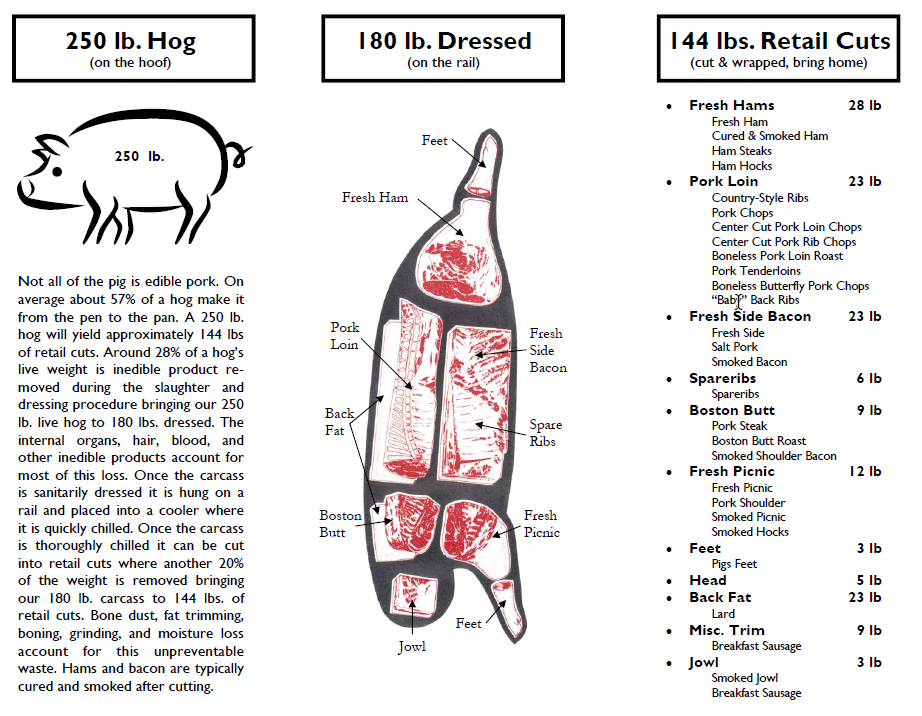 250 lb. Hog
(on the hoof)
250 lb.
Not all of the pig is edible pork. On
average about 57% of a hog make it
from the pen to the pan. A 250 lb.
hog will yield approximately 144 lbs
of retail cuts. Around 28% of a hog's
live weight is inedible product re-
moved during the slaughter and
dressing procedure bringing our 250
lb. live hog to 180 lbs. dressed. The
internal organs, hair, blood, and
other inedible products account for
most of this loss. Once the carcass
is sanitarily dressed it is hung on a
rail and placed into a cooler where
it is quickly chilled. Once the carcass
is thoroughly chilled it can be cut
into retail cuts where another 20%
of the weight is removed bringing
our 180 lb. carcass to 144 lbs. of
retail cuts. Bone dust, fat trimming,
boning, grinding, and moisture loss
account for this unpreventable
waste. Hams and bacon are typically
cured and smoked after cutting.
180 lb. Dressed
(on the rail)
Feet
Fresh Ham
Pork
Loin
Fresh
Side
Bacon
Back
Fat
Spare
Ribs
Boston
Butt
Fresh
Picnic
Feet
Jowl
144 lbs. Retail Cuts
(cut & wrapped, bring home)
• Fresh Hams 28 lb
Fresh Ham
Cured & Smoked Ham
Ham Steaks
Ham Hocks
• Pork Loin 23 lb
Country-Style Ribs
Pork Chops
Center Cut Pork Loin Chops
Center Cut Pork Rib Chops
Boneless Pork Loin Roast
Pork Tenderloins
Boneless Butterfly Pork Chops
"Baby" Back Ribs
• Fresh Side Bacon 23 lb
Fresh Side
Salt Pork
Smoked Bacon
• Spareribs 6 lb
Spareribs
• Boston Butt 9 lb
Pork Steak
Boston Butt Roast
Smoked Shoulder Bacon
• Fresh Picnic 12 lb
Fresh Picnic
Pork Shoulder
Smoked Picnic
Smoked Hocks
• Feet 3 lb
Pigs Feet
• Head 5 lb
• Back Fat 23 lb
Lard
• Misc. Trim 9 lb
Breakfast Sausage
• Jowl 3 lb
Smoked Jowl
Breakfast Sausage